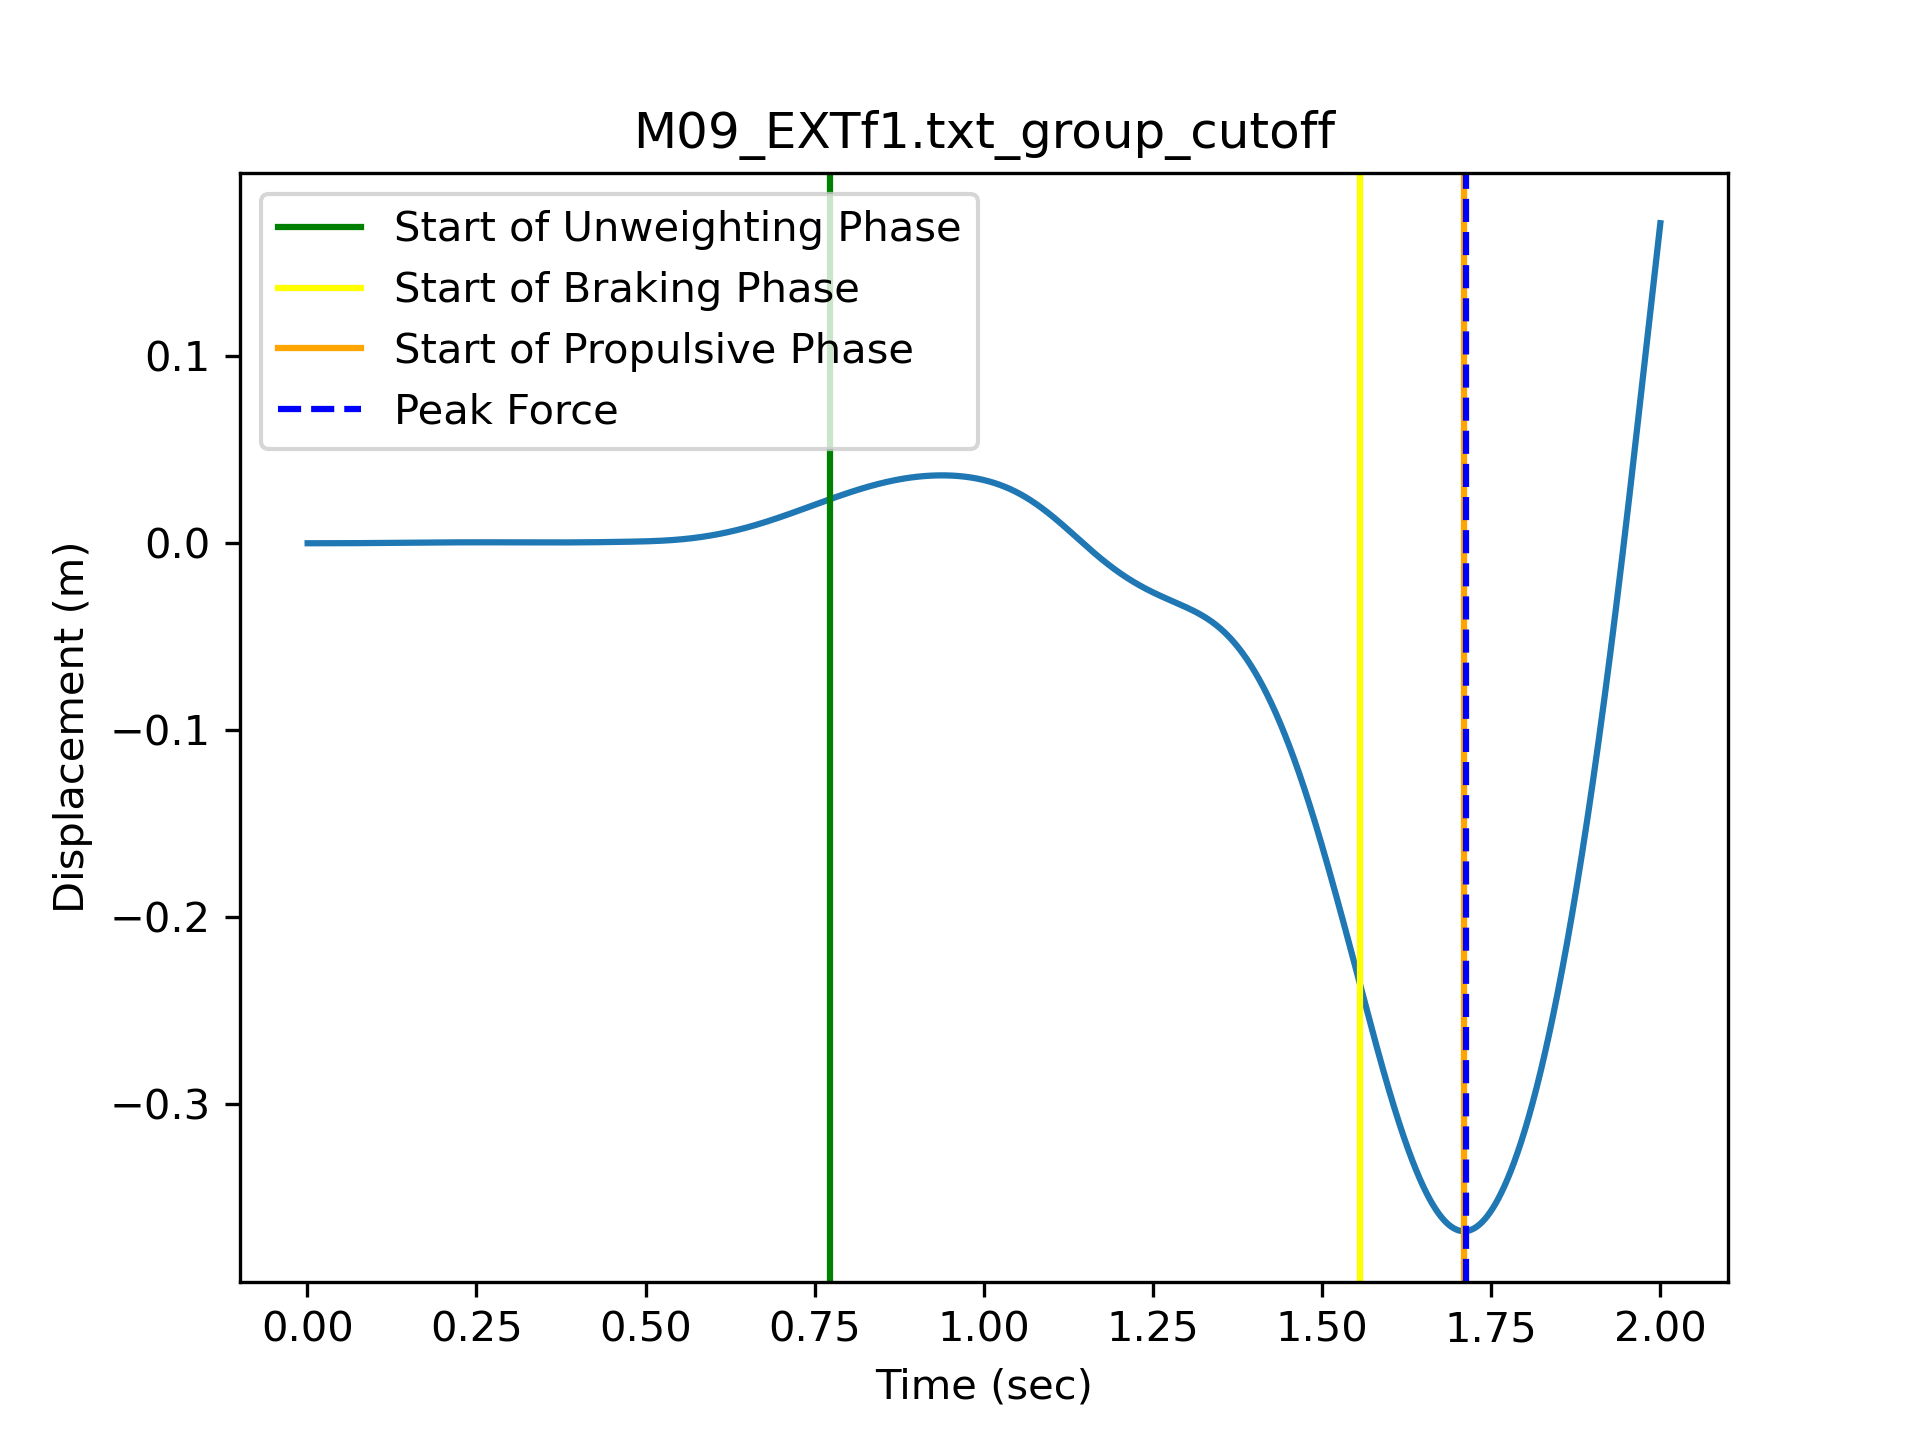 M09_EXTf1.txt_group_cutoff
Start of Unweighting Phase
Start of Braking Phase
Start of Propulsive Phase
Peak Force
0.1
0.0
−0.1
−0.2
−0.3
Displacement (m)
0.00 0.25 0.50 0.75 1.00 1.25 1.50 1.75 2.00
Time (sec)